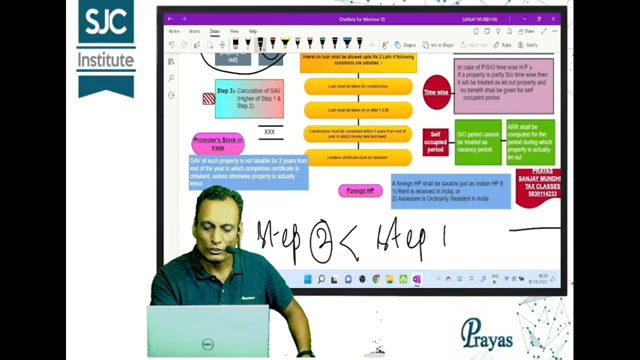 SJC
Institute
OneNote for Windows 10
SANJAY MUNDHRA
Draw
Shapes
Ink to Shape
Ink to Text
out)
Interst on loan shall be allowed upto Rs 2 Lakh if following
conditions are satisfied :-
Loan must be taken for construction
Loan must be taken on or after 1.4.99
Construction must be completed within 5 years from end of
year in which money was borrowed
Lenders certificate must be obtained
Step 3:- Calculation of GAV
(Higher of Step 1 &
Step 2)
XXX
Promoter's Stock in
trade
GAV of such property is not taxable for 2 years
from end of the year in which completion certificate is
obtained, unless otherwise property is actually
letout
Time wise
In case of P/S/O time wise H.P :-
If a property is partly S/o time wise then
it will be treated as let out property and
no benefit shall be given for self
occupied period
Self
occupied
period
S/O period cannot
be treated as
vacancy period
ARR shall be
computed for the
period during which
property is actually
let out
Foreign HP
A foreign HP shall be taxable just as Indian HP if
1) Rent is received in India, or
2) Assessee is Ordinarily Resident in India
PRAYAS
SANJAY MUNDH
TAX CLASSES
9830114233
Step 2 < Step 1
DELL
Prayas